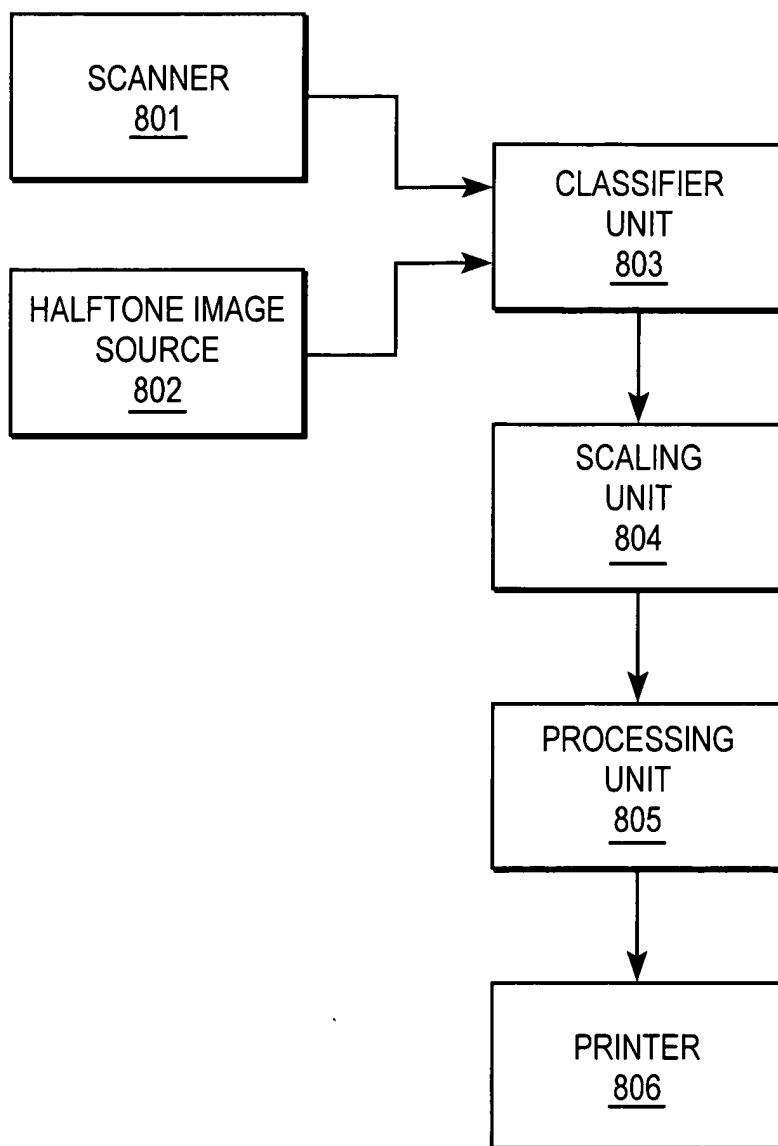 SCANNER
801
HALFTONE IMAGE
SOURCE
802
CLASSIFIER
UNIT
803
SCALING
UNIT
804
PROCESSING
UNIT
805
PRINTER
806